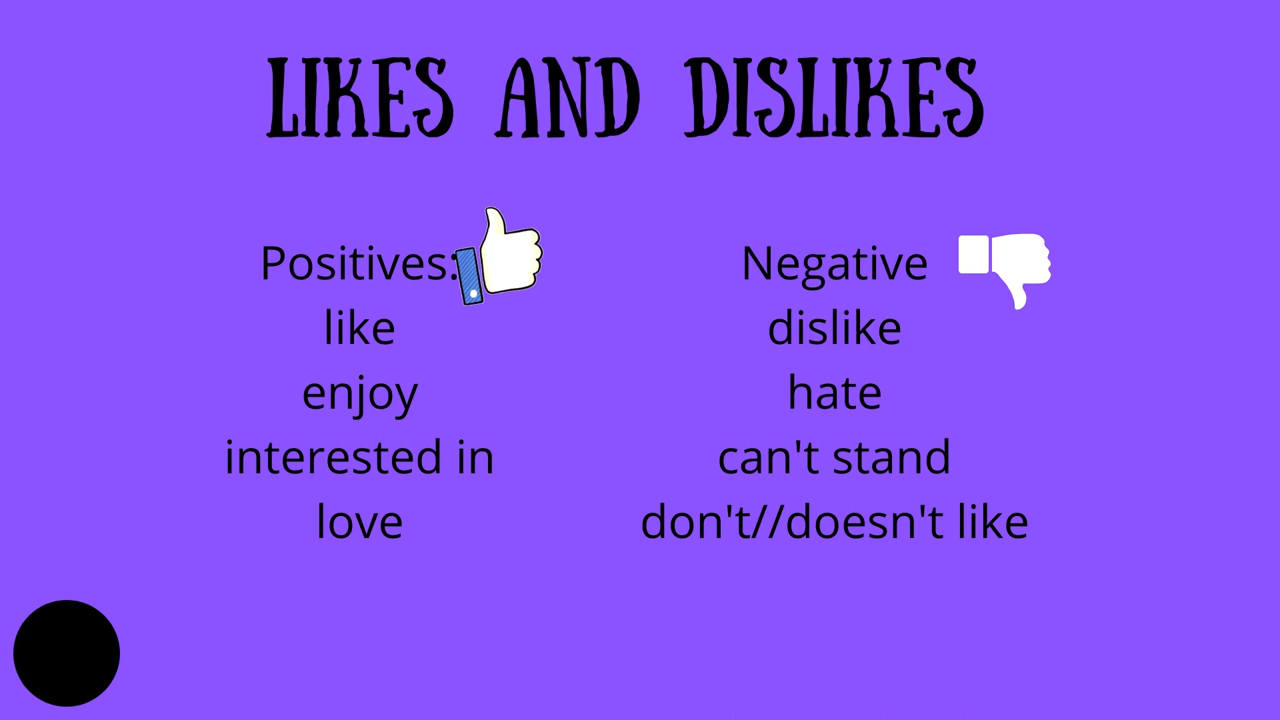 LIKES AND DISLIKES
Positives:
like
enjoy
interested in
love
Negative
dislike
hate
can't stand
don't//doesn't like